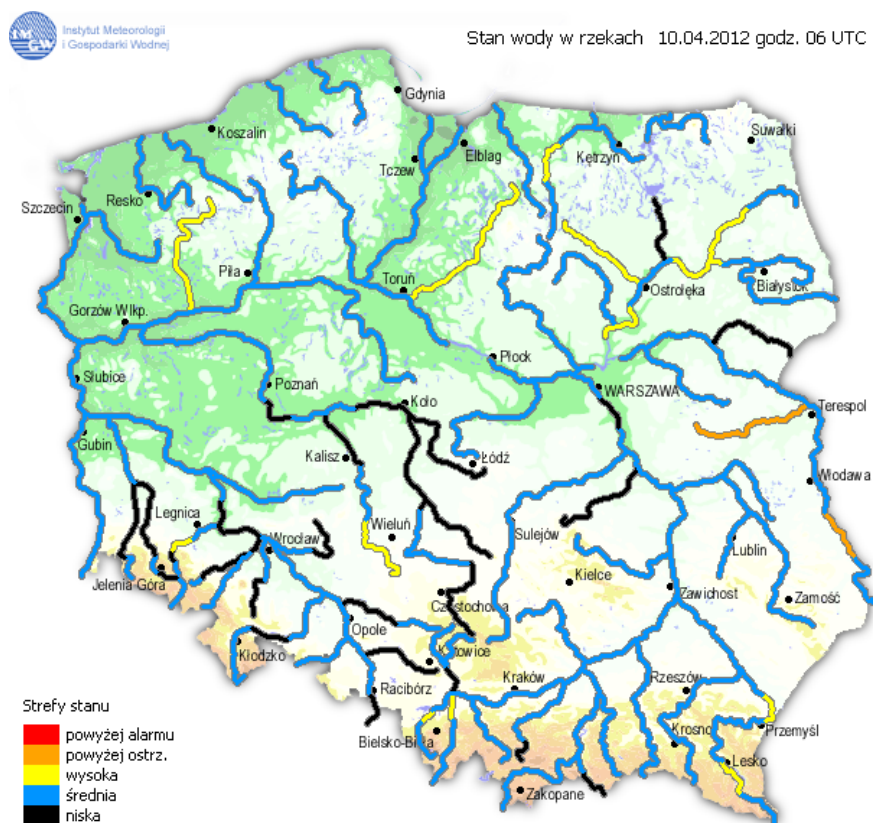 Instytut Meteorologii
i Gospodarki Wodnej
IMGW
Stan wody w rzekach 10.04.2012 godz. 06 UTC
Gdynia
Koszalin
Suwałki
Elbląg
Kętrzyn
Tczew
Resko
Szczecin
Piła
Toruń
Ostrołęka
Białystok
Gorzów Wlkp.
Płock
Słubice
Poznań
WARSZAWA
Koło
Terespol
Gubin
Kalisz
Łódź
Włodawa
Legnica
Wrocław
Wieluń
Sulejów
Lublin
Jelenia Góra
Kielce
Częstochowa
Zawichost
Zamość
Opole
Kłodzko
Katowice
Racibórz
Kraków
Rzeszów
Bielsko-Biała
Krosno
Przemyśl
Lesko
Zakopane
Strefy stanu
powyżej alarmu
powyżej ostrz.
wysoka
średnia
niska